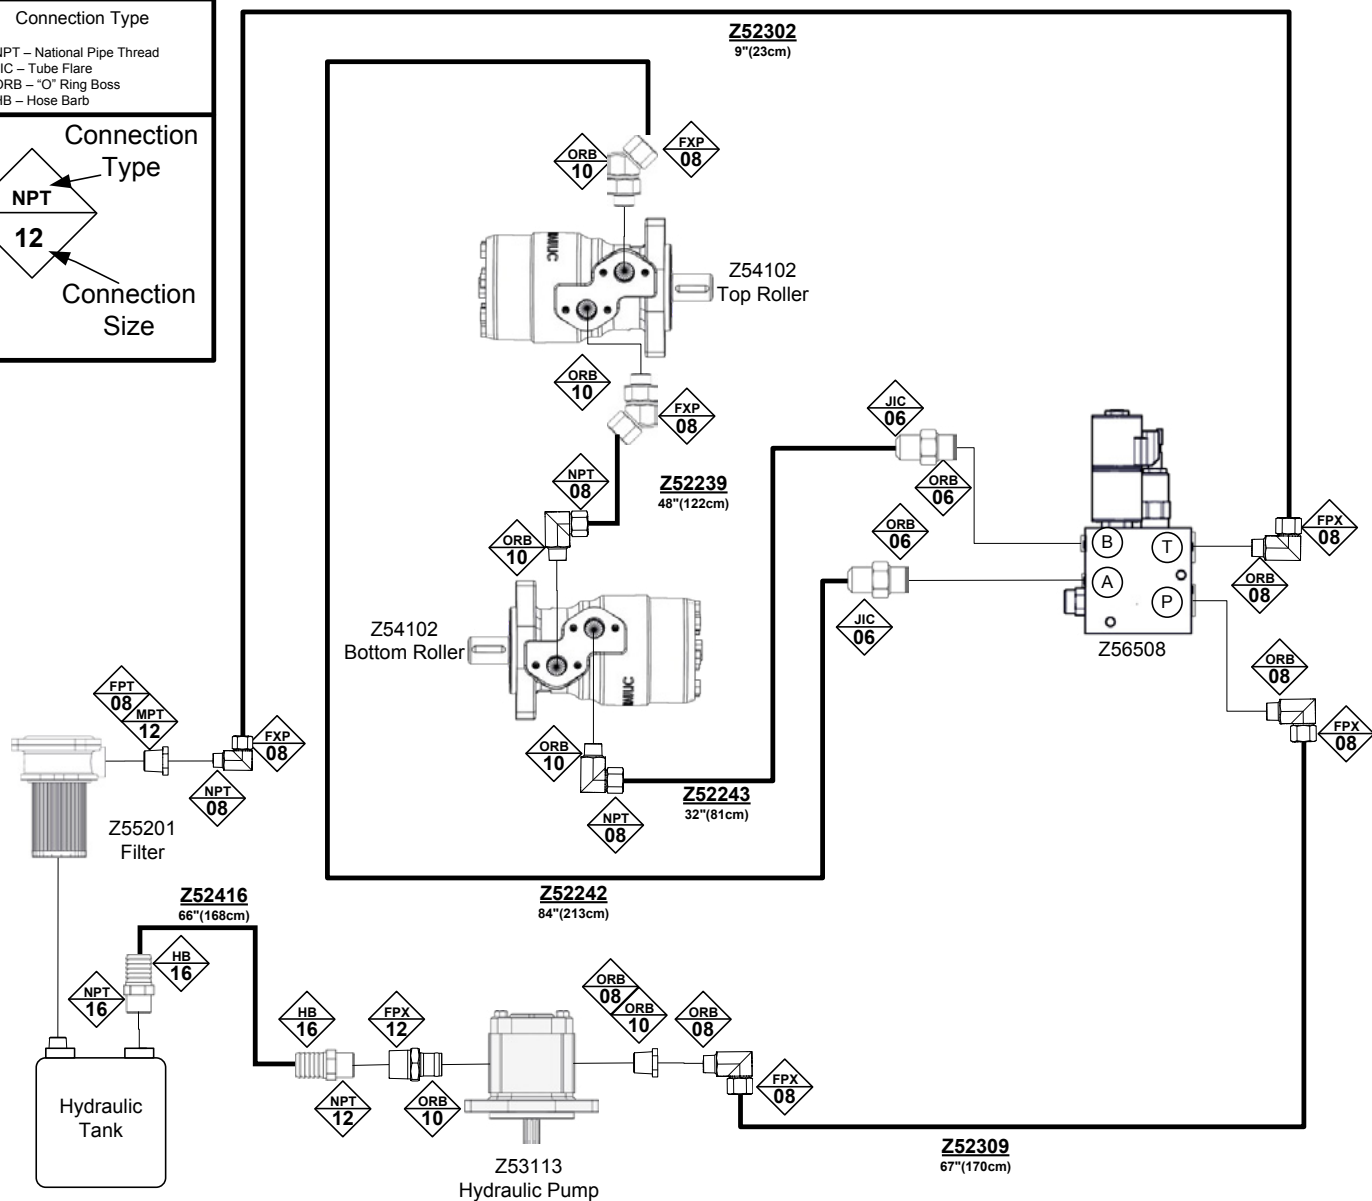 Connection Type
NPT – National Pipe Thread
JIC – Tube Flare
ORB – "O" Ring Boss
HB – Hose Barb
Connection
Type
NPT
12
Connection
Size
Z52302
9"(23cm)
ORB
10
FXP
08
Z54102
Top Roller
ORB
10
FXP
08
NPT
08
Z52239
48"(122cm)
ORB
10
JIC
06
ORB
06
ORB
06
JIC
06
B
T
A
P
Z56508
FPX
08
ORB
08
ORB
08
FPX
08
Z54102
Bottom Roller
ORB
10
NPT
08
Z52243
32"(81cm)
FPT
08
MPT
12
FXP
08
NPT
08
Z55201
Filter
Z52242
84"(213cm)
Z52416
66"(168cm)
HB
16
NPT
16
Hydraulic
Tank
HB
16
NPT
12
FPX
12
ORB
10
Z53113
Hydraulic Pump
ORB
08
ORB
10
ORB
08
FPX
08
Z52309
67"(170cm)